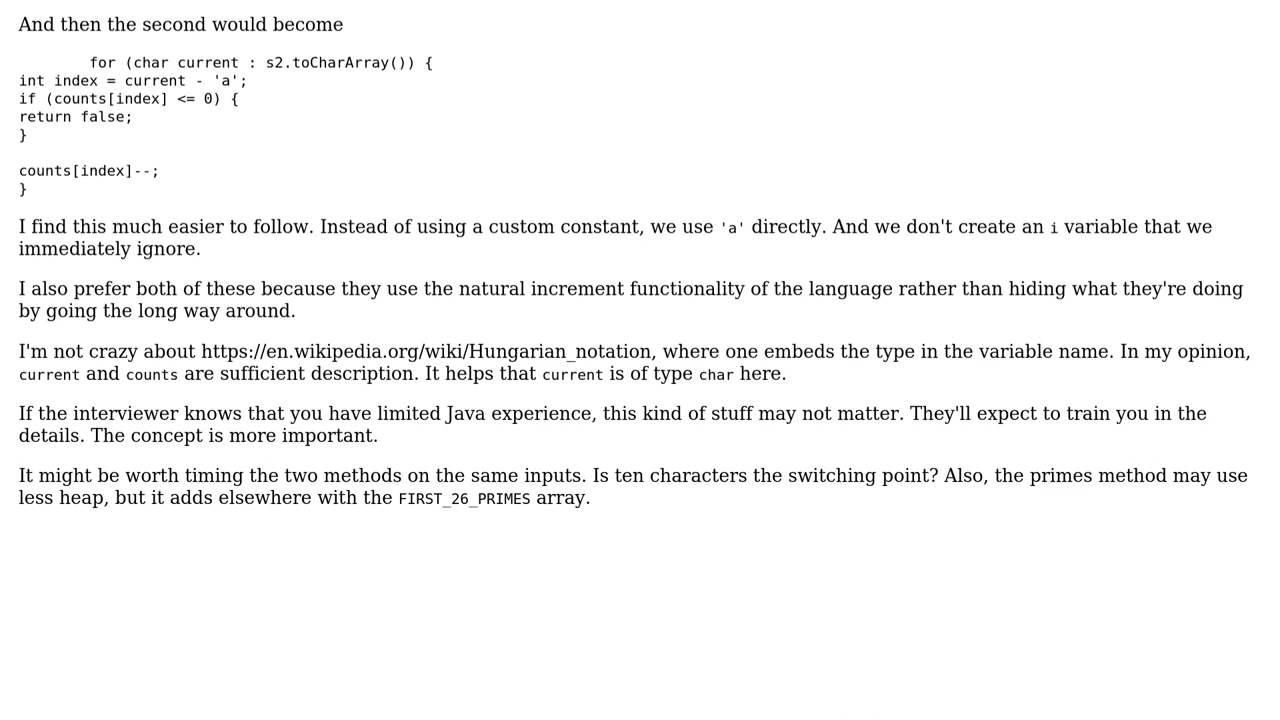 And then the second would become
for (char current : s2.toCharArray()) {
int index = current - 'a';
if (counts[index] <= 0) {
return false;
}
counts[index]--;
}
I find this much easier to follow. Instead of using a custom constant, we use 'a' directly. And we don't create an i variable that we
immediately ignore.
I also prefer both of these because they use the natural increment functionality of the language rather than hiding what they're doing
by going the long way around.
I'm not crazy about https://en.wikipedia.org/wiki/Hungarian_notation, where one embeds the type in the variable name. In my opinion,
current and counts are sufficient description. It helps that current is of type char here.
If the interviewer knows that you have limited Java experience, this kind of stuff may not matter. They'll expect to train you in the
details. The concept is more important.
It might be worth timing the two methods on the same inputs. Is ten characters the switching point? Also, the primes method may use
less heap, but it adds elsewhere with the FIRST_26_PRIMES array.